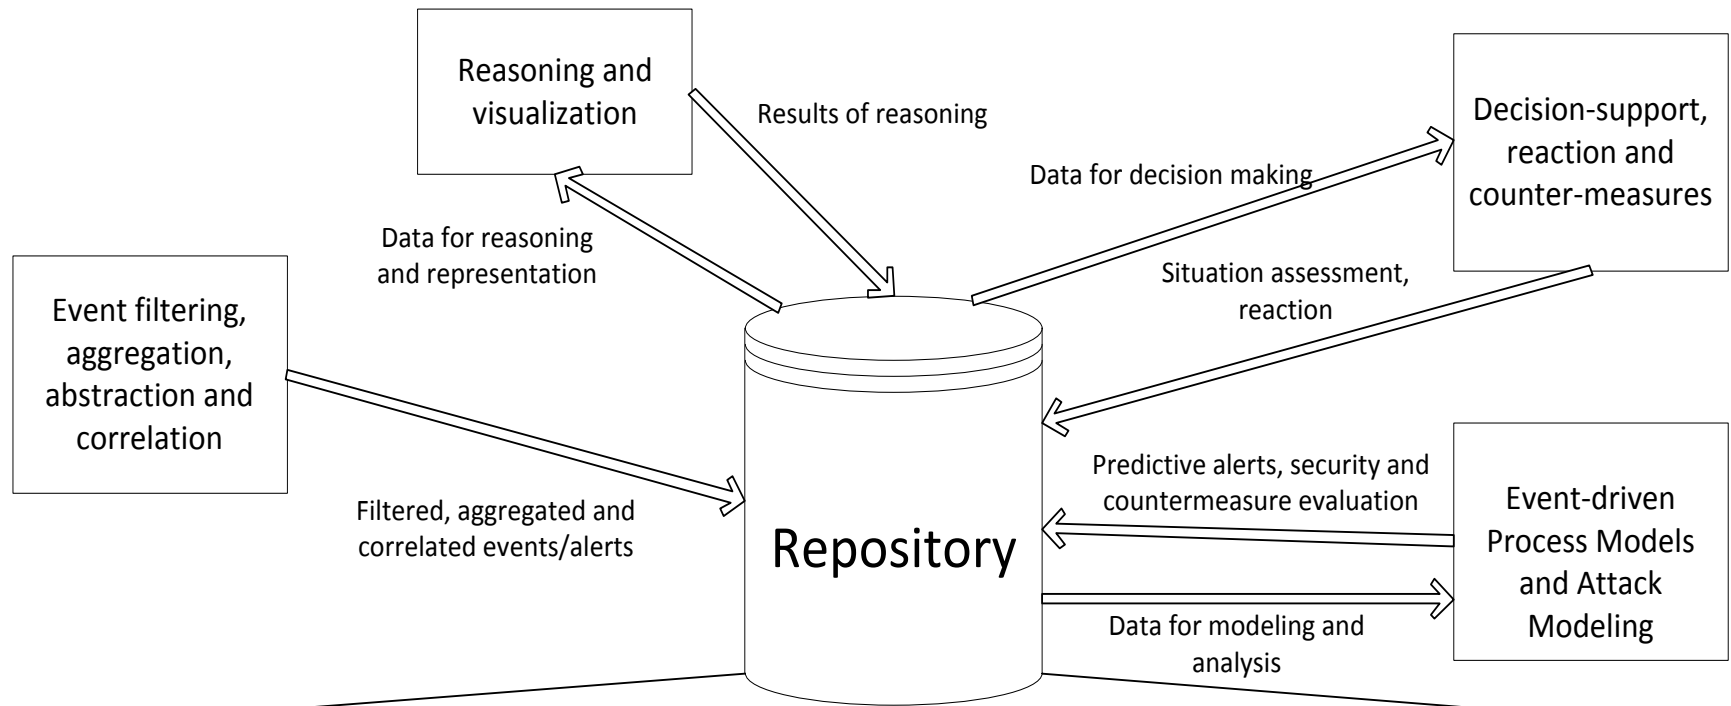 Reasoning and
visualization
Results of reasoning
Decision-support,
reaction and
counter-measures
Data for decision making
Data for reasoning
and representation
Situation assessment,
reaction
Event filtering,
aggregation,
abstraction and
correlation
Predictive alerts, security and
countermeasure evaluation
Filtered, aggregated and
correlated events/alerts
Repository
Event-driven
Process Models
and Attack
Modeling
Data for modeling and
analysis